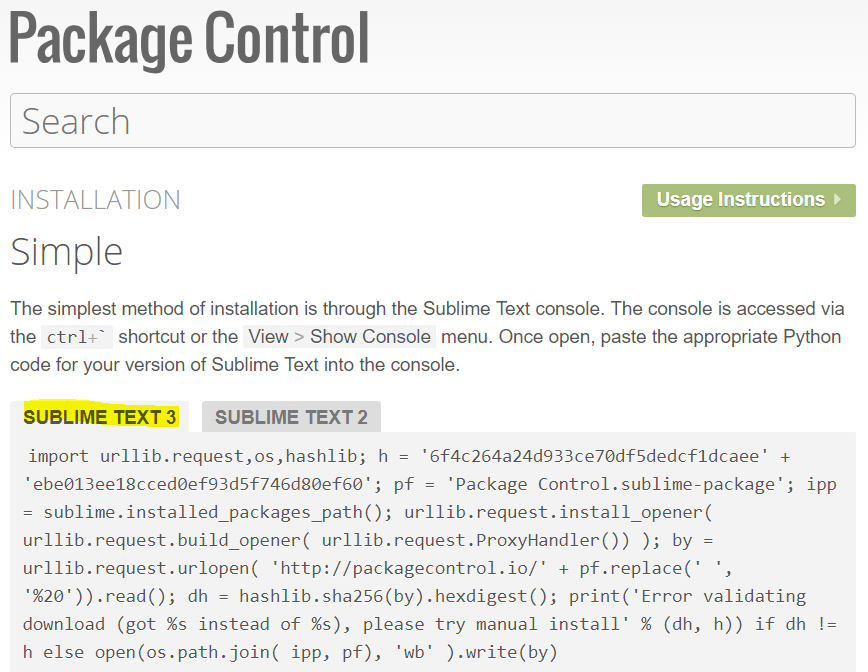 Package Control
Search
INSTALLATION
Usage Instructions
Simple
The simplest method of installation is through the Sublime Text console. The console is accessed via
the ctrl+` shortcut or the View > Show Console menu. Once open, paste the appropriate Python
code for your version of Sublime Text into the console.
SUBLIME TEXT 3 SUBLIME TEXT 2
import urllib.request,os,hashlib; h = '6f4c264a24d933ce70df5dedcf1dcaee' +
'ebe013ee18cced0ef93d5f746d80ef60'; pf = 'Package Control.sublime-package'; ipp
= sublime.installed_packages_path(); urllib.request.install_opener(
urllib.request.build_opener( urllib.request.ProxyHandler()) ); by =
urllib.request.urlopen( 'http://packagecontrol.io/' + pf.replace(' ',
'%20')).read(); dh = hashlib.sha256(by).hexdigest(); print('Error validating
download (got %s instead of %s), please try manual install' % (dh, h)) if dh !=
h else open(os.path.join( ipp, pf), 'wb' ).write(by)